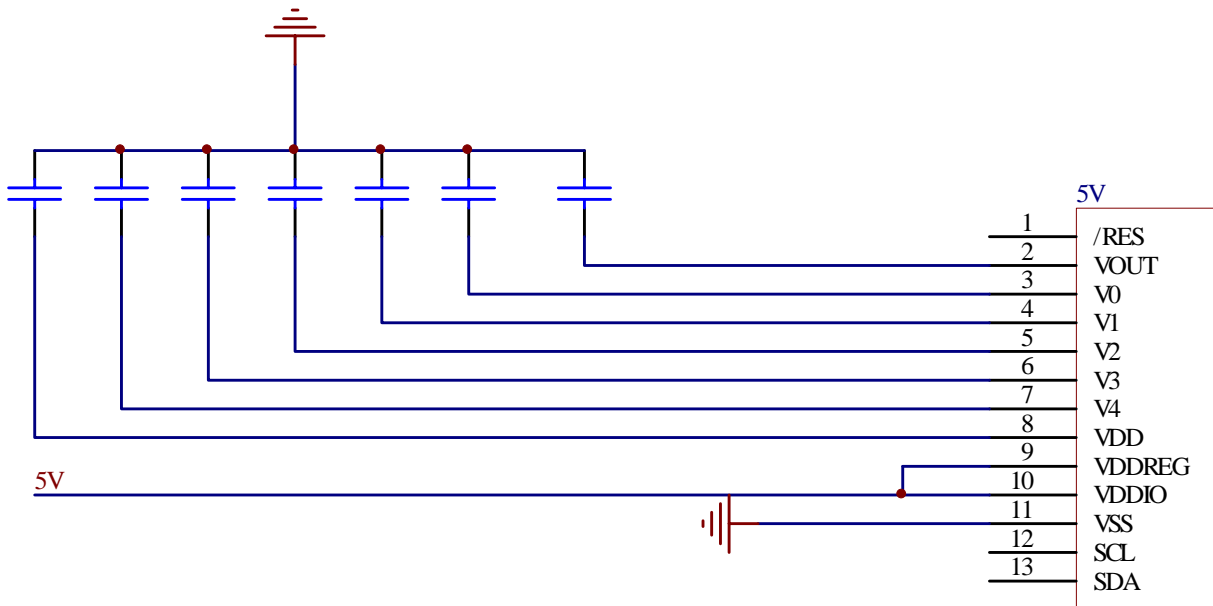 5V
1 /RES
2 VOUT
3 V0
4 V1
5 V2
6 V3
7 V4
8 VDD
9 VDDREG
5V
10 VDDIO
11 VSS
12 SCL
13 SDA